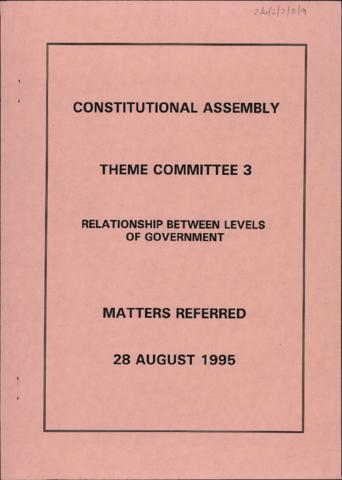 CONSTITUTIONAL ASSEMBLY
THEME COMMITTEE 3
RELATIONSHIP BETWEEN LEVELS
OF GOVERNMENT
MATTERS REFERRED
28 AUGUST 1995